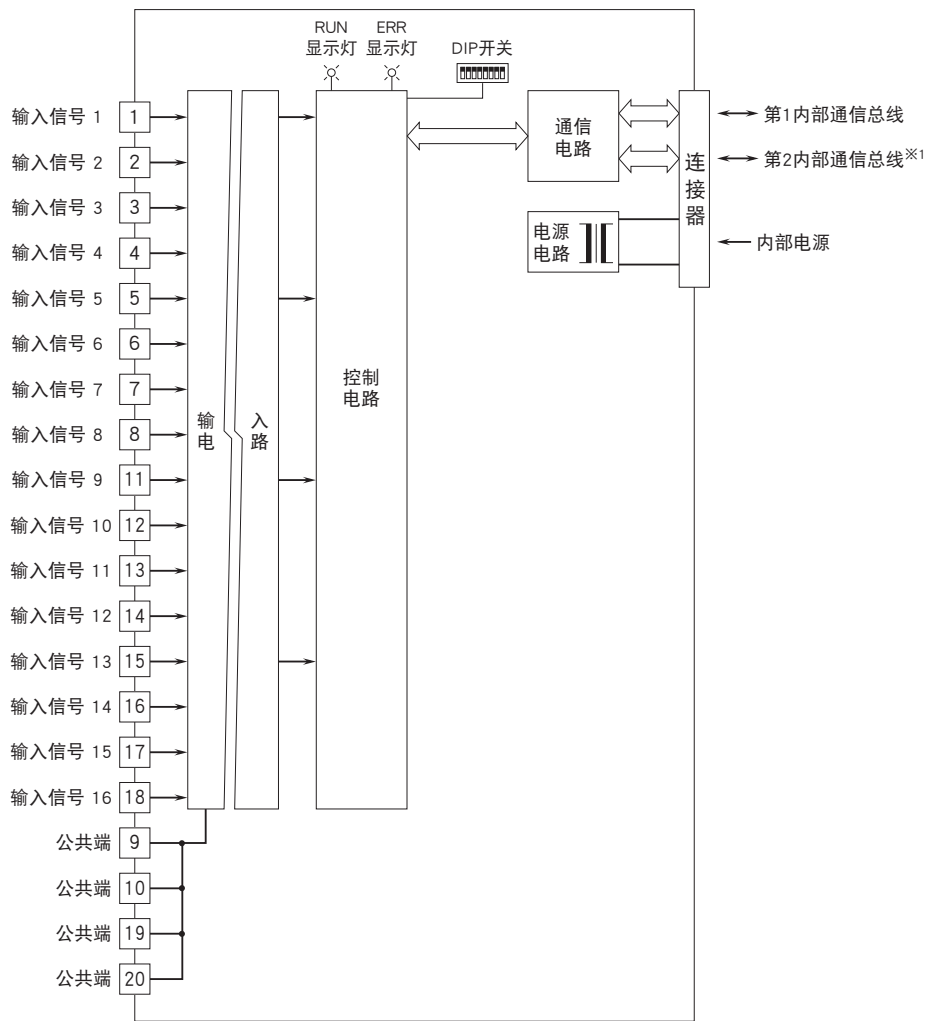 RUN
显示灯
ERR
显示灯
DIP开关
输入信号 1
1
输入信号 2
2
输入信号 3
3
输入信号 4
4
输入信号 5
5
输入信号 6
6
输入信号 7
7
输入信号 8
8
输入信号 9
11
输入信号 10
12
输入信号 11
13
输入信号 12
14
输入信号 13
15
输入信号 14
16
输入信号 15
17
输入信号 16
18
公共端
9
公共端
10
公共端
19
公共端
20
输入
电路
控制
电路
通信
电路
电源
电路
连接器
第1内部通信总线
第2内部通信总线※1
内部电源